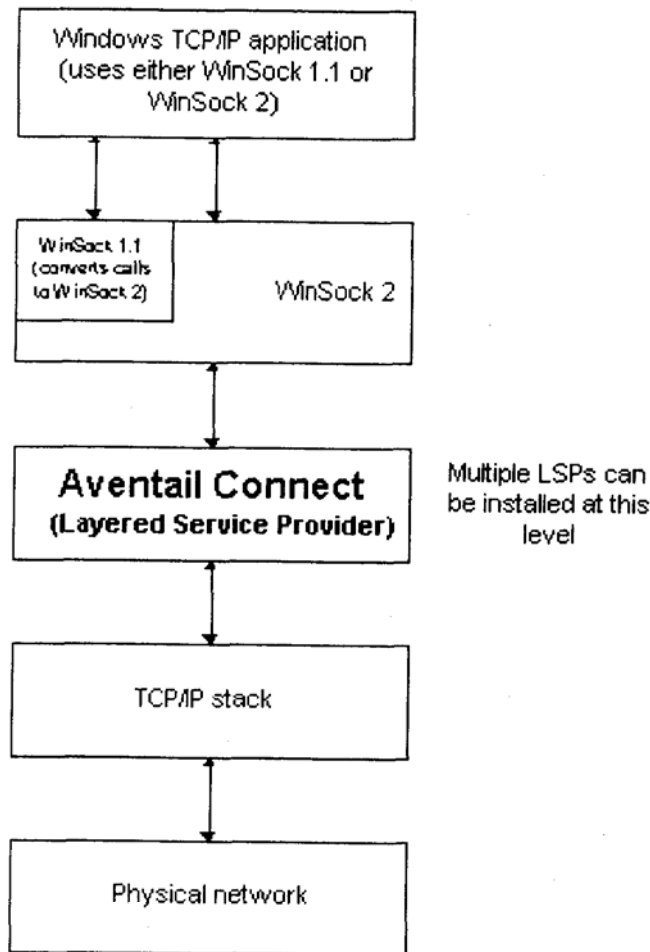 Windows TCP/IP application
(uses either WinSock 1.1 or
WinSock 2)
WinSock 1.1
(converts calls
to WinSock 2)
WinSock 2
Aventail Connect
(Layered Service Provider)
Multiple LSPs can
be installed at this
level
TCP/IP stack
Physical network